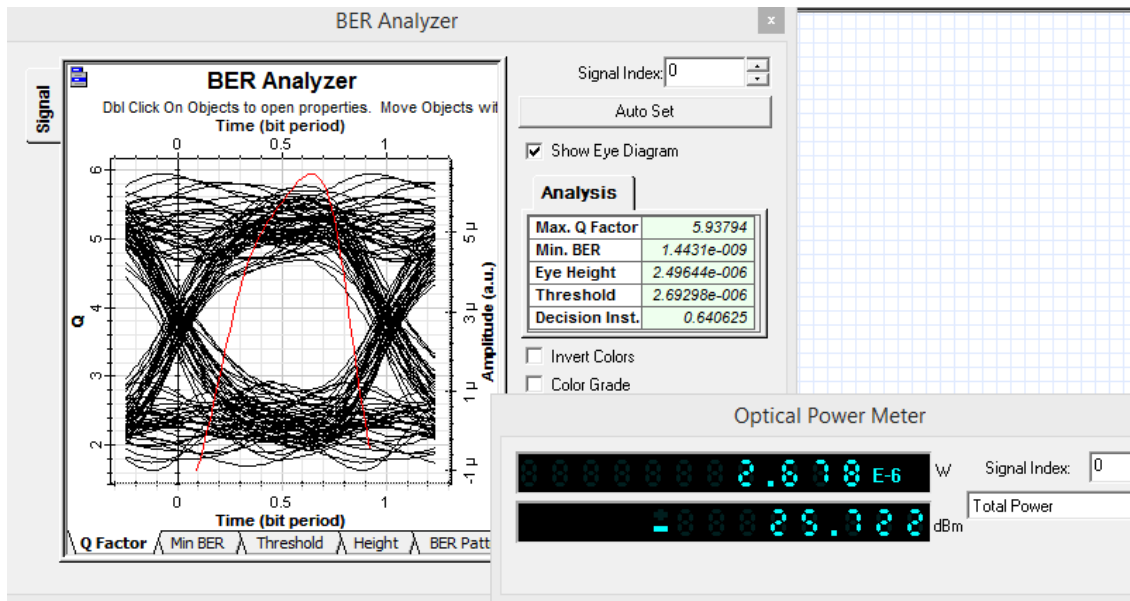 BER Analyzer
x
Signal
BER Analyzer
Dbl Click On Objects to open properties. Move Objects wit
Time (bit period)
0 0.5 1
Q
6
5
4
3
2
Amplitude (a.u.)
5 µ
3 µ
1 µ
-1 µ
0 0.5 1
Time (bit period)
Q Factor Min BER Threshold Height BER Patt
Signal Index: 0
Auto Set
Show Eye Diagram
Analysis
Max. Q Factor 5.93794
Min. BER 1.4431e-009
Eye Height 2.49644e-006
Threshold 2.69298e-006
Decision Inst. 0.640625
Invert Colors
Color Grade
Optical Power Meter
2.678 E-6 W
Signal Index: 0
- 25.722 dBm
Total Power